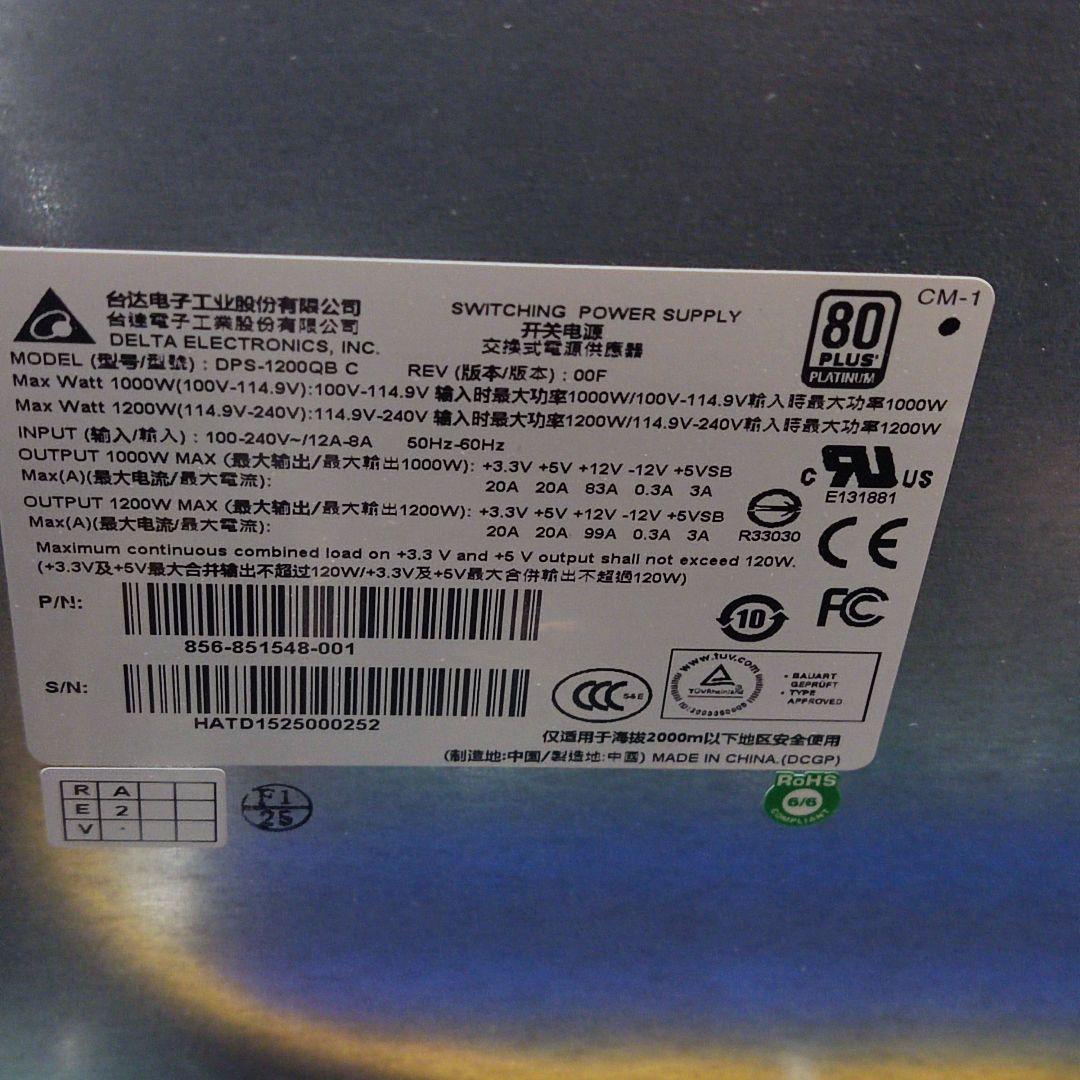 台达电子工业股份有限公司
台達電子工業股份有限公司
DELTA ELECTRONICS, INC.
SWITCHING POWER SUPPLY
开关电源
交換式電源供應器
80
PLUS
PLATINUM
CM-1
MODEL (型号/型號) : DPS-1200QB C REV (版本/版本) : 00F
Max Watt 1000W(100V-114.9V):100V-114.9V 输入时最大功率1000W/100V-114.9V輸入時最大功率1000W
Max Watt 1200W(114.9V-240V):114.9V-240V 输入时最大功率1200W/114.9V-240V輸入時最大功率1200W
INPUT (输入/輸入) : 100-240V~/12A-8A 50Hz-60Hz
OUTPUT 1000W MAX (最大输出/最大輸出1000W): +3.3V +5V +12V -12V +5VSB
Max(A)(最大电流/最大電流): 20A 20A 83A 0.3A 3A
OUTPUT 1200W MAX (最大输出/最大輸出1200W): +3.3V +5V +12V -12V +5VSB
Max(A)(最大电流/最大電流): 20A 20A 99A 0.3A 3A
Maximum continuous combined load on +3.3 V and +5 V output shall not exceed 120W.
(+3.3V及+5V最大合并输出不超过120W/+3.3V及+5V最大合併輸出不超過120W)
c RU US
E131881
R33030
CE
FC
10
P/N:
856-851548-001
S/N:
HATD1525000252
CCC S&E
www.tuv.com
TÜVRheinland
• BAUART
GEPRÜFT
• TYPE
APPROVED
仅适用于海拔2000m以下地区安全使用
(制造地:中国/製造地:中國) MADE IN CHINA.(DCGP)
R A
E 2
V -
F1
2S
RoHS
6/6
COMPLIANT